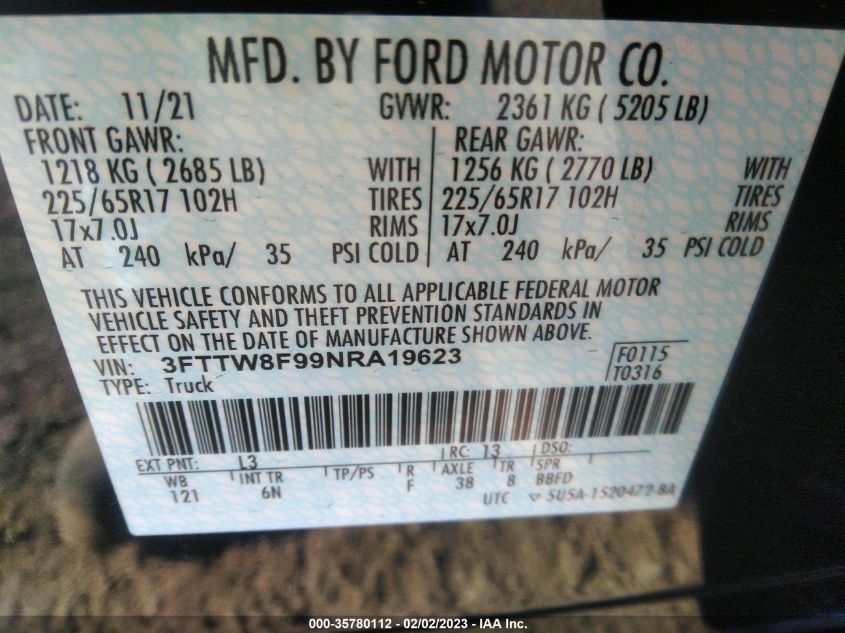 MFD. BY FORD MOTOR CO.
DATE: 11/21 GVWR: 2361 KG ( 5205 LB)
FRONT GAWR: REAR GAWR:
1218 KG ( 2685 LB) WITH 1256 KG ( 2770 LB) WITH
225/65R17 102H TIRES 225/65R17 102H TIRES
17x7.0J RIMS 17x7.0J RIMS
AT 240 kPa/ 35 PSI COLD AT 240 kPa/ 35 PSI COLD
THIS VEHICLE CONFORMS TO ALL APPLICABLE FEDERAL MOTOR
VEHICLE SAFETY AND THEFT PREVENTION STANDARDS IN
EFFECT ON THE DATE OF MANUFACTURE SHOWN ABOVE.
VIN: 3FTTW8F99NRA19623 F0115
TYPE: Truck T0316
EXT PNT: L3 RC: 13 DSO:
WB INT TR TP/PS R AXLE TR SPR
121 6N F 38 8 BBFD
UTC ▽ 5U5A-1520472-BA
000-35780112 - 02/02/2023 - IAA Inc.